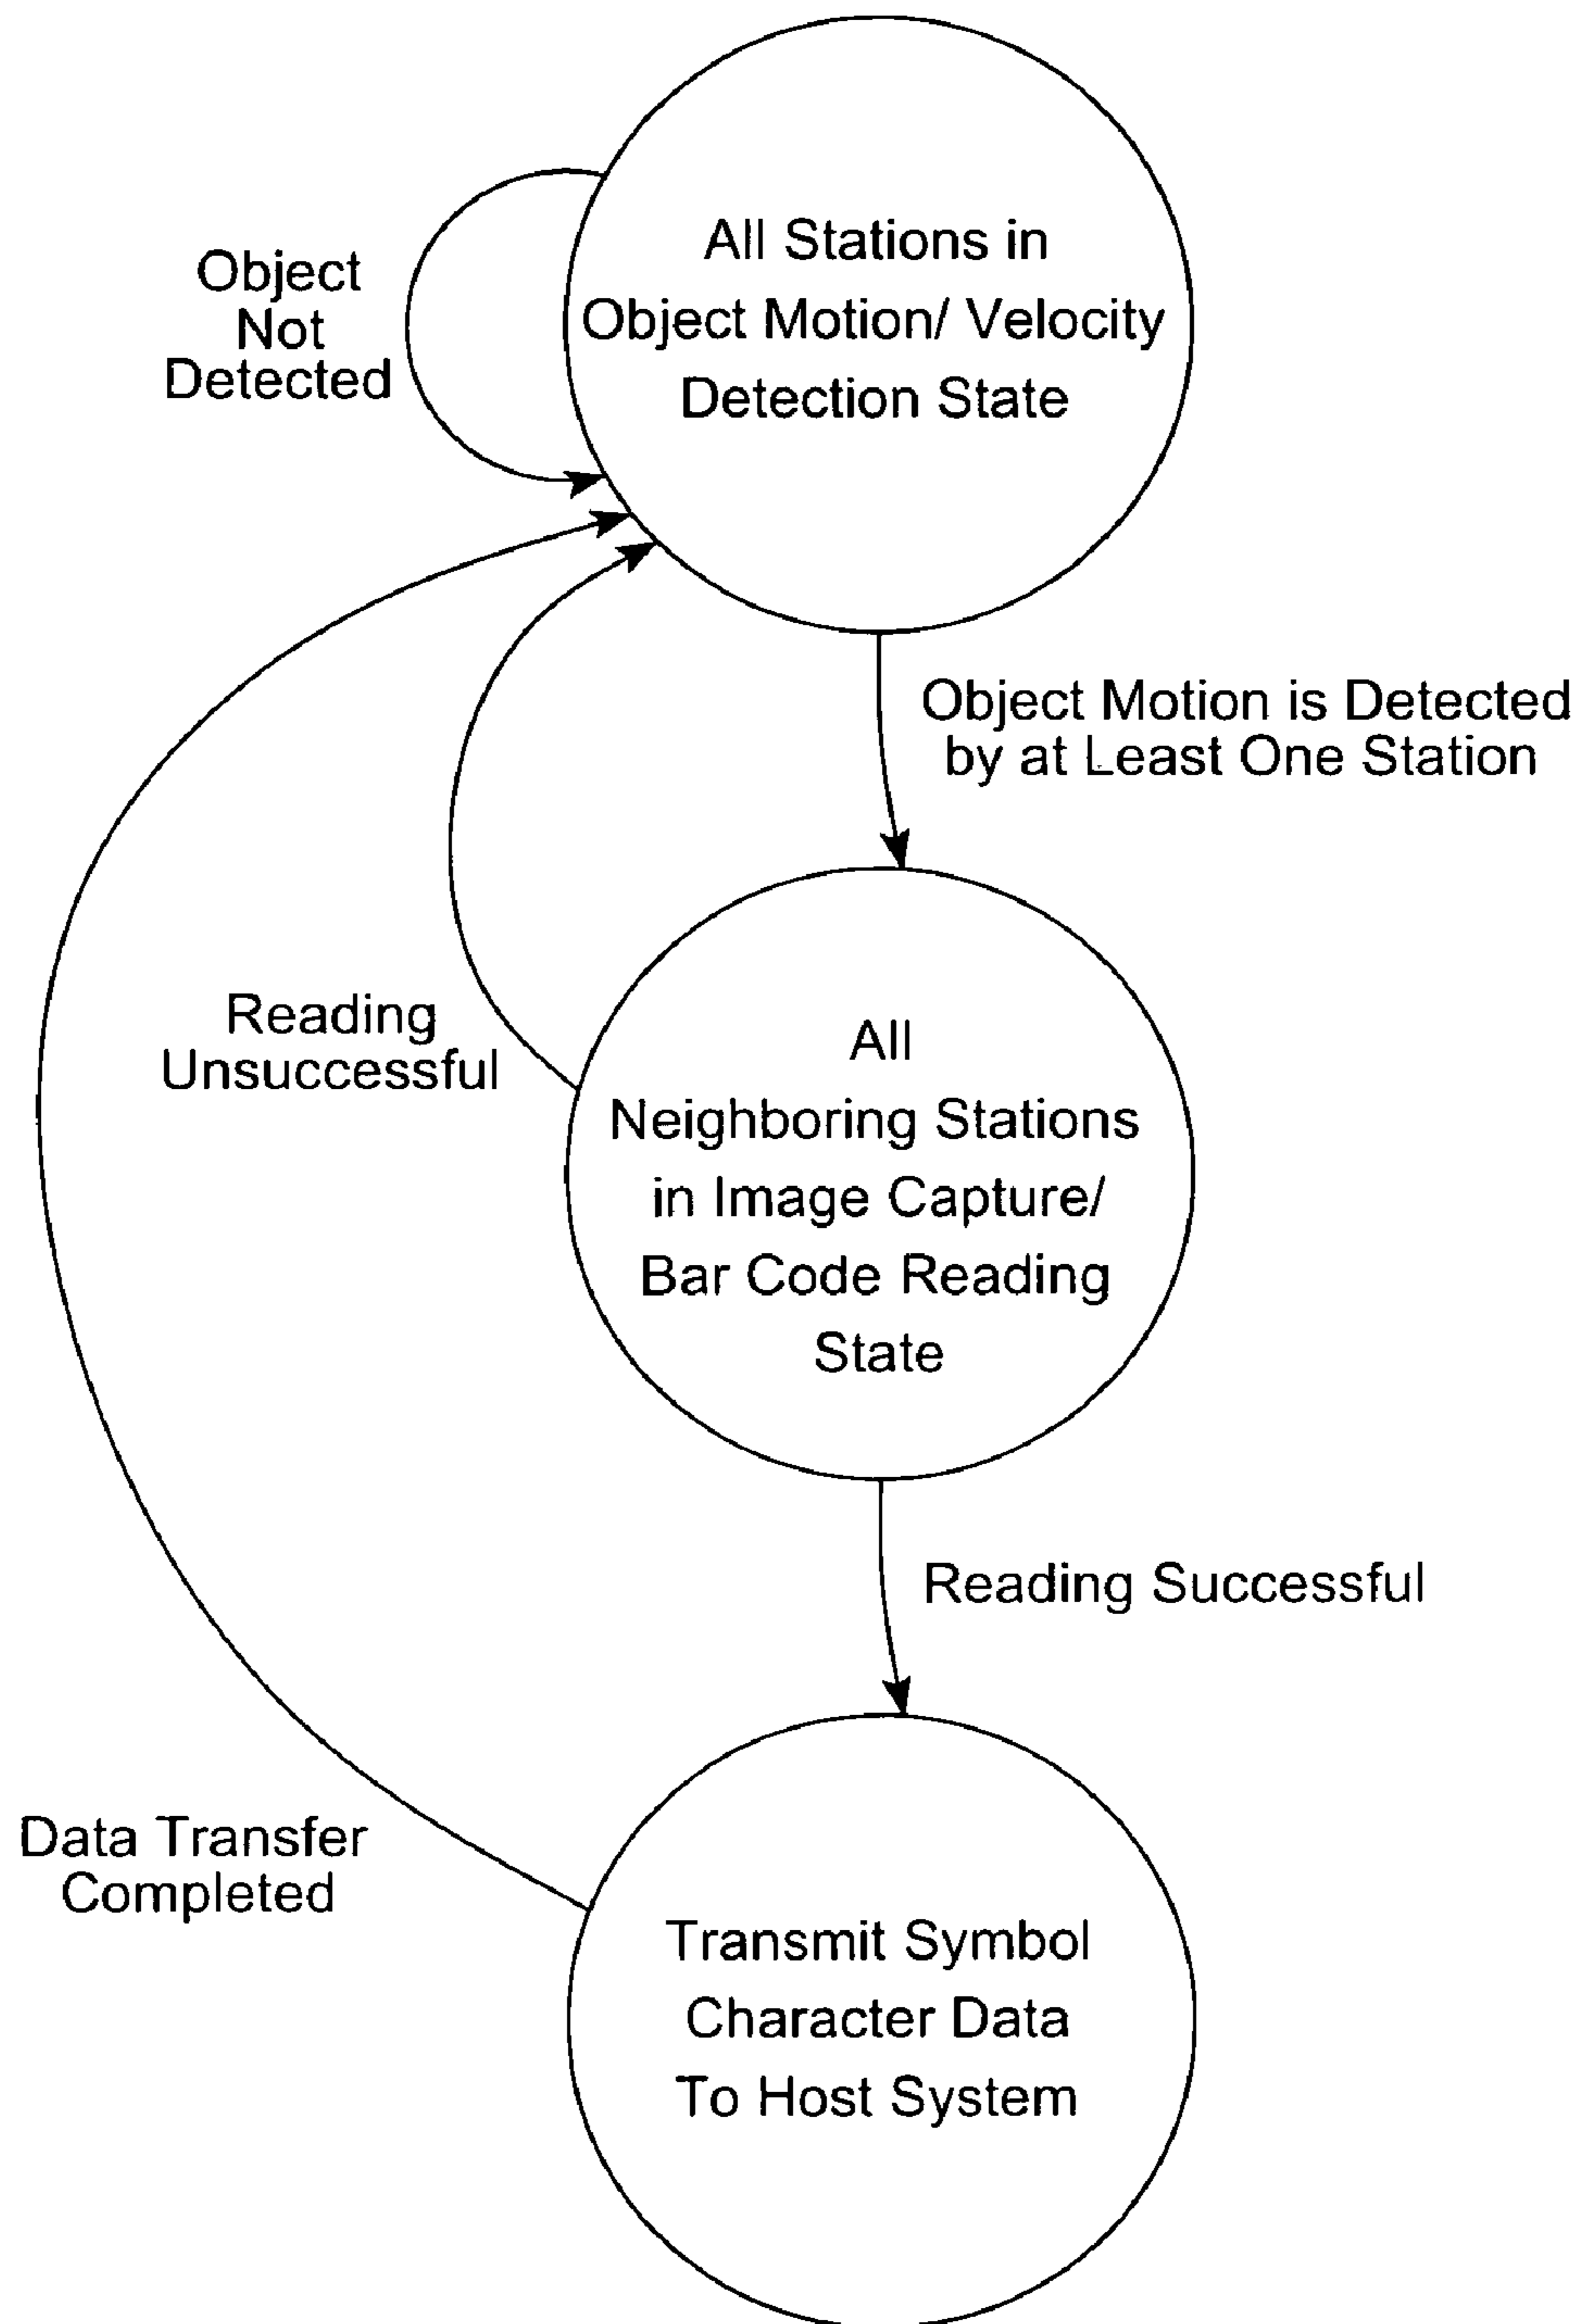 All Stations in
Object Motion/ Velocity
Detection State
Object
Not
Detected
Object Motion is Detected
by at Least One Station
Reading
Unsuccessful
All
Neighboring Stations
in Image Capture/
Bar Code Reading
State
Reading Successful
Data Transfer
Completed
Transmit Symbol
Character Data
To Host System